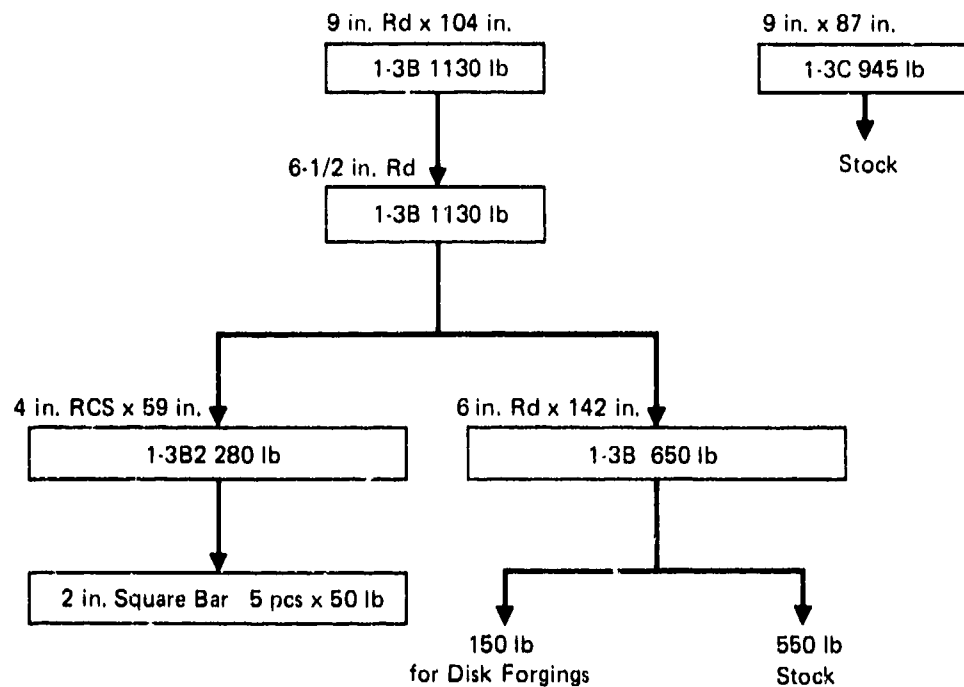 9 in. Rd x 104 in.
1-3B 1130 lb
9 in. x 87 in.
1-3C 945 lb
Stock
6-1/2 in. Rd
1-3B 1130 lb
4 in. RCS x 59 in.
1-3B2 280 lb
6 in. Rd x 142 in.
1-3B 650 lb
2 in. Square Bar 5 pcs x 50 lb
150 lb
for Disk Forgings
550 lb
Stock